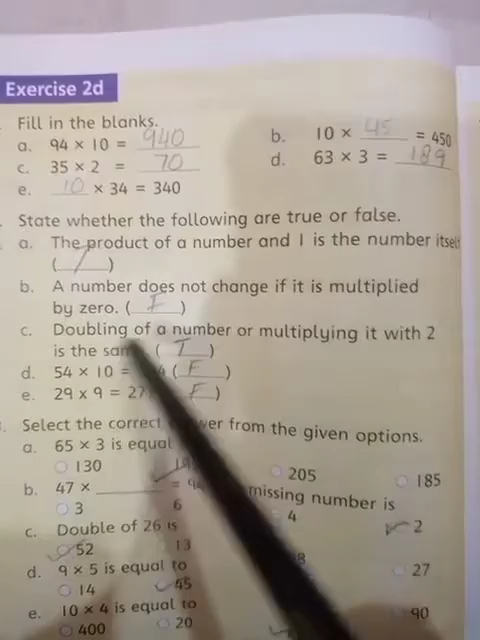 Exercise 2d
Fill in the blanks.
a. 94 × 10 = 940
b. 10 × 45 = 450
c. 35 × 2 = 70
d. 63 × 3 = 189
e. 10 × 34 = 340
State whether the following are true or false.
a. The product of a number and 1 is the number itself
( T )
b. A number does not change if it is multiplied
by zero. ( F )
c. Doubling of a number or multiplying it with 2
is the ( T )
d. 54 × 10 = ( F )
e. 29 × 9 = F )
Select the correct from the given options.
a. 65 × 3 is equal
130 205 185
b. 47 × ______ = missing number is
3 6 4 2
c. Double of 26 is
52 13
d. 9 × 5 is equal to
14 45 27
e. 10 × 4 is equal to
400 20 90